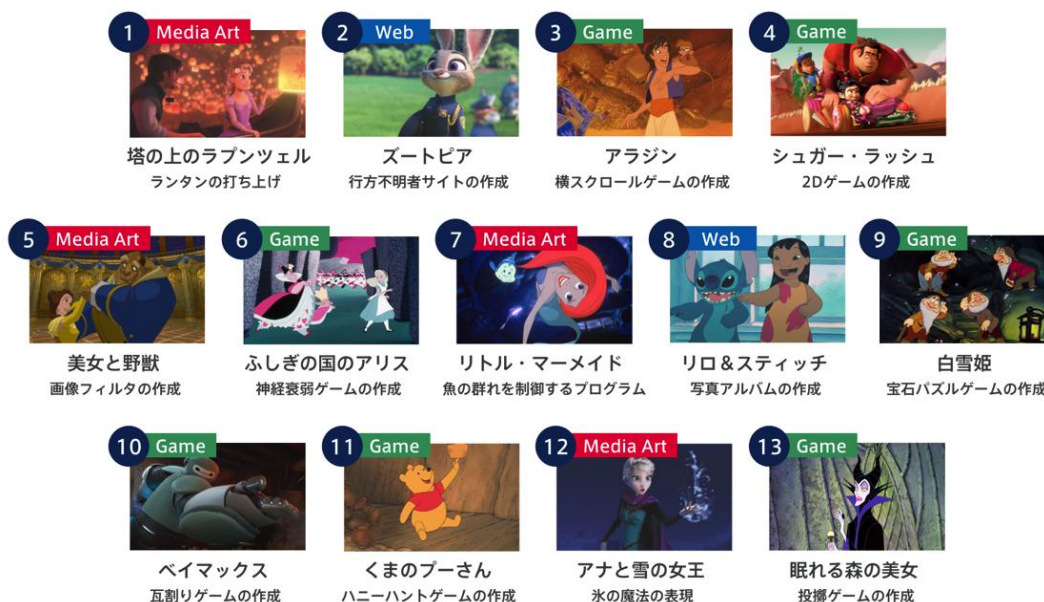 1 Media Art
塔の上のラプンツェル
ランタンの打ち上げ
2 Web
ズートピア
行方不明者サイトの作成
3 Game
アラジン
横スクロールゲームの作成
4 Game
シュガー・ラッシュ
2Dゲームの作成
5 Media Art
美女と野獣
画像フィルタの作成
6 Game
ふしぎの国のアリス
神経衰弱ゲームの作成
7 Media Art
リトル・マーメイド
魚の群れを制御するプログラム
8 Web
リロ&スティッチ
写真アルバムの作成
9 Game
白雪姫
宝石パズルゲームの作成
10 Game
ベイマックス
瓦割りゲームの作成
11 Game
くまのプーさん
ハニーハントゲームの作成
12 Media Art
アナと雪の女王
氷の魔法の表現
13 Game
眠れる森の美女
投擲ゲームの作成